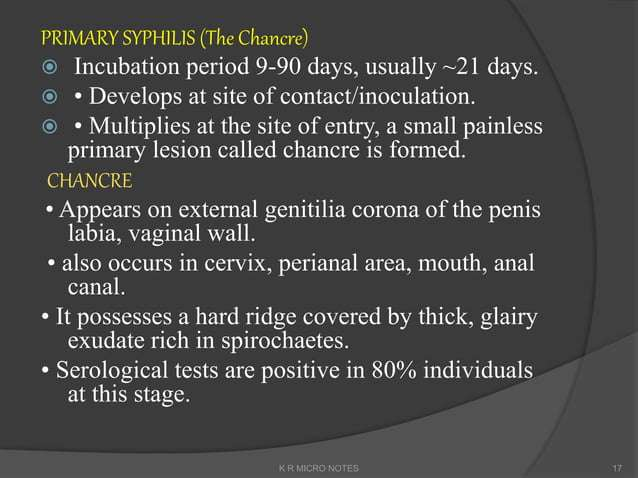 PRIMARY SYPHILIS (The Chancre)
Incubation period 9-90 days, usually ~21 days.
• Develops at site of contact/inoculation.
• Multiplies at the site of entry, a small painless
primary lesion called chancre is formed.
CHANCRE
• Appears on external genitilia corona of the penis
labia, vaginal wall.
• also occurs in cervix, perianal area, mouth, anal
canal.
• It possesses a hard ridge covered by thick, glairy
exudate rich in spirochaetes.
• Serological tests are positive in 80% individuals
at this stage.
K R MICRO NOTES
17